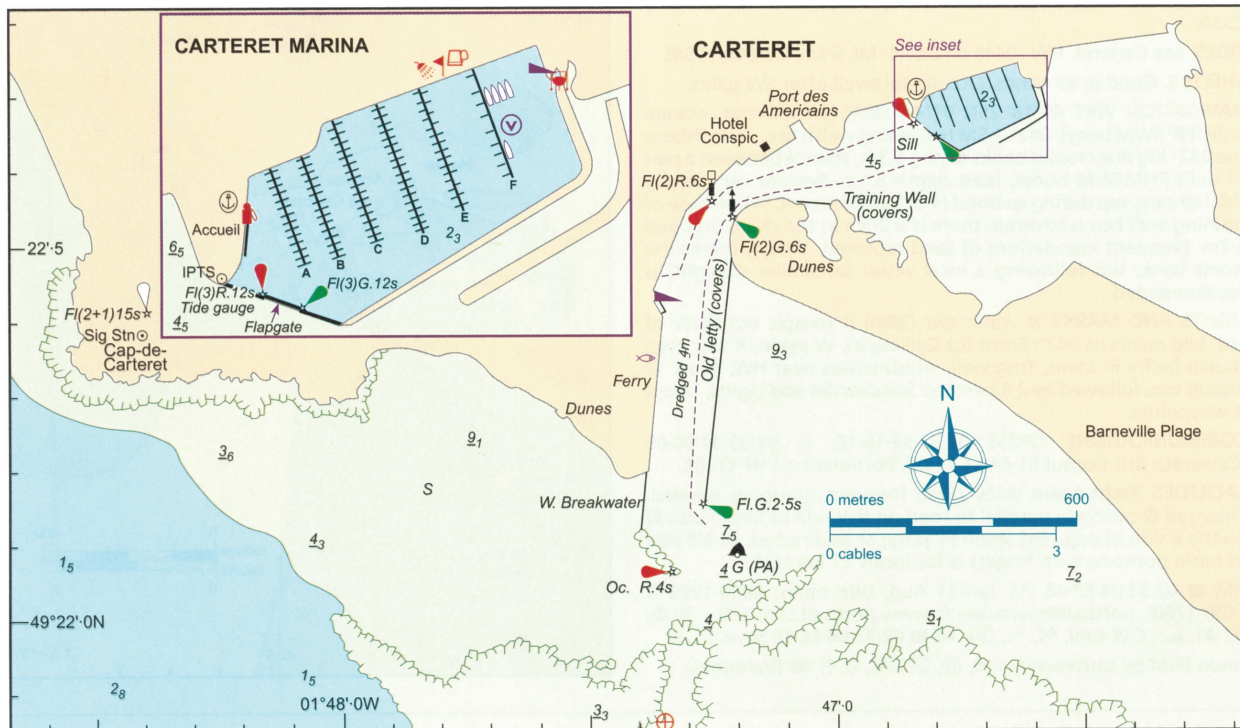 CARTERET MARINA
CARTERET
See inset
Port des
Americains
Hotel
Conspic
Sill
2₃
4₅
Fl(2)R.6s
Training Wall
(covers)
Fl(2)G.6s
Dunes
Accueil
IPTS
Fl(3)R.12s
Tide gauge
Flapgate
Fl(3)G.12s
A
B
C
D
E
F
V
2₃
22'·5
6₅
4₅
Fl(2+1)15s
Sig Stn
Cap-de-
Carteret
Ferry
Dredged 4m
Old Jetty (covers)
9₃
Dunes
3₆
9₁
S
W. Breakwater
Fl.G.2·5s
7₅
4
G (PA)
Oc. R.4s
N
Barneville Plage
0 metres 600
0 cables 3
7₂
4₃
1₅
49°22'·0N
4
5₁
2₈
1₅
01°48'·0W
3₃
47'·0